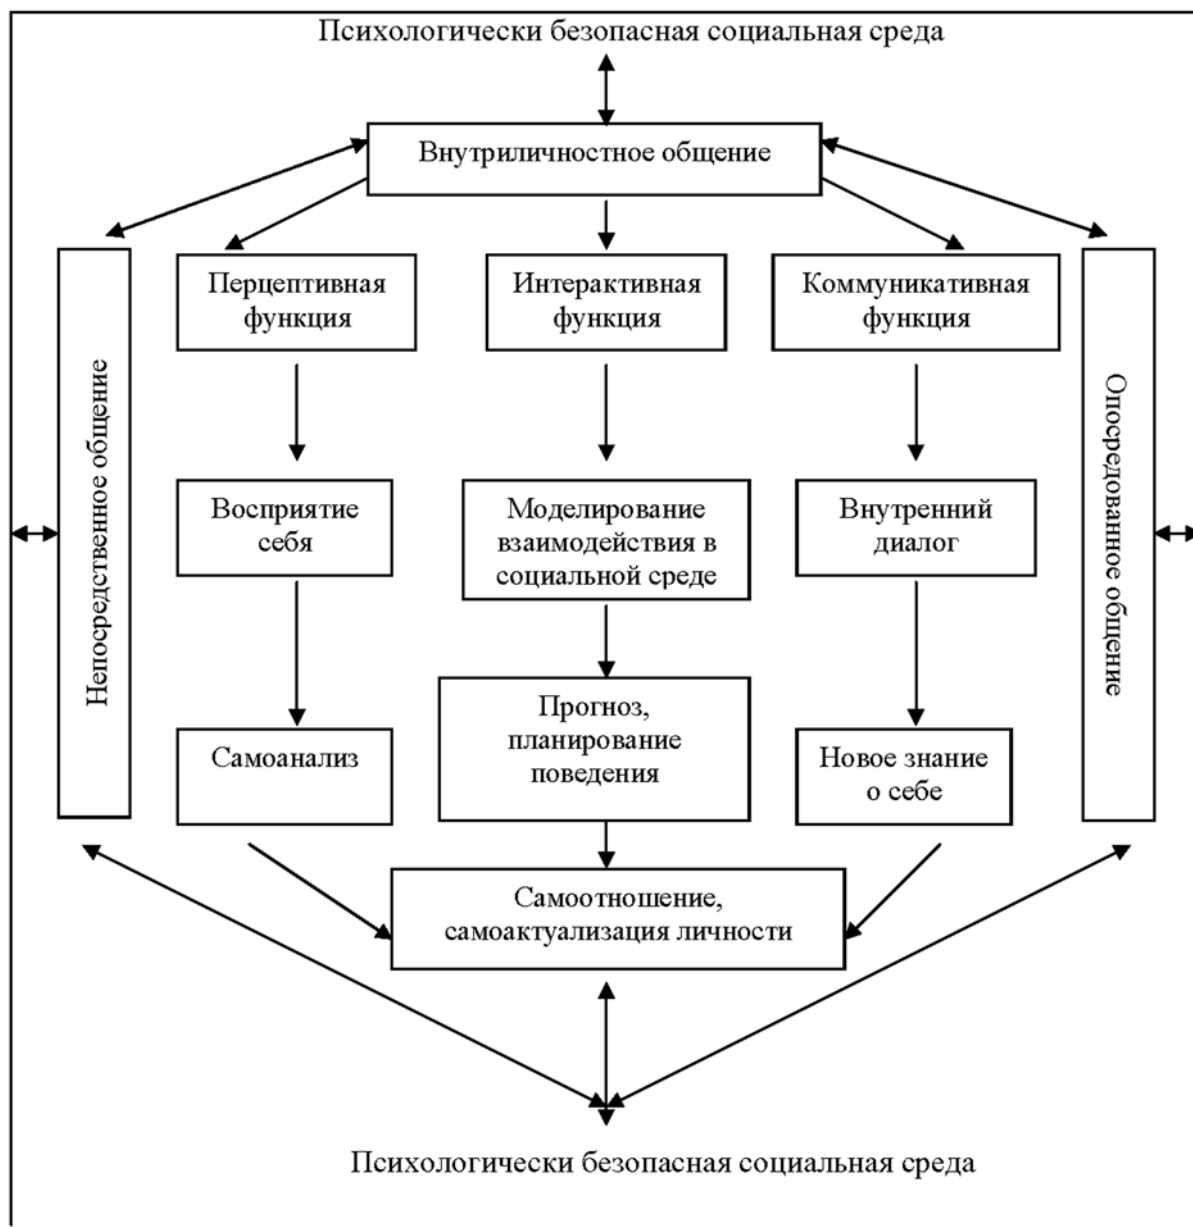 Психологически безопасная социальная среда
Внутриличностное общение
Непосредственное общение
Перцептивная
функция
Интерактивная
функция
Коммуникативная
функция
Опосредованное общение
Восприятие
себя
Моделирование
взаимодействия в
социальной среде
Внутренний
диалог
Самоанализ
Прогноз,
планирование
поведения
Новое знание
о себе
Самоотношение,
самоактуализация личности
Психологически безопасная социальная среда